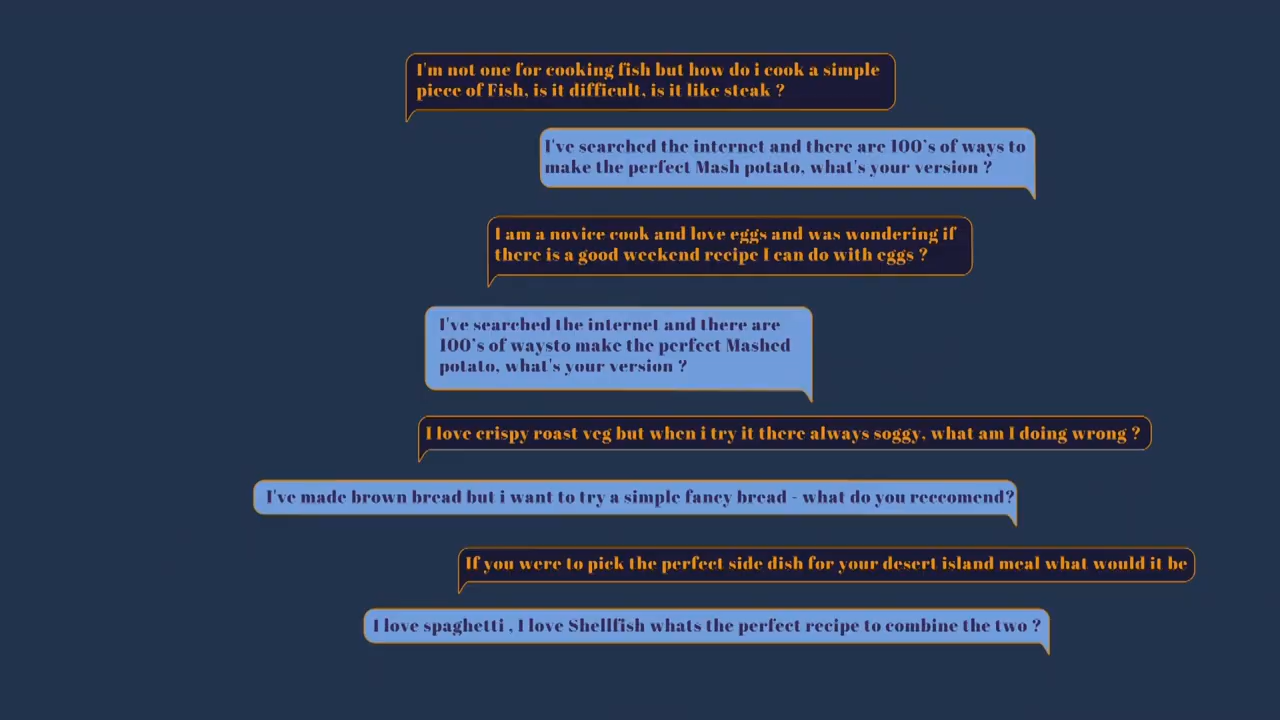 I'm not one for cooking fish but how do i cook a simple
piece of Fish, is it difficult, is it like steak ?
I've searched the internet and there are 100's of ways to
make the perfect Mash potato, what's your version ?
I am a novice cook and love eggs and was wondering if
there is a good weekend recipe I can do with eggs ?
I've searched the internet and there are
100's of waysto make the perfect Mashed
potato, what's your version ?
I love crispy roast veg but when i try it there always soggy, what am I doing wrong ?
I've made brown bread but i want to try a simple fancy bread - what do you reccomend?
If you were to pick the perfect side dish for your desert island meal what would it be
I love spaghetti , I love Shellfish whats the perfect recipe to combine the two ?